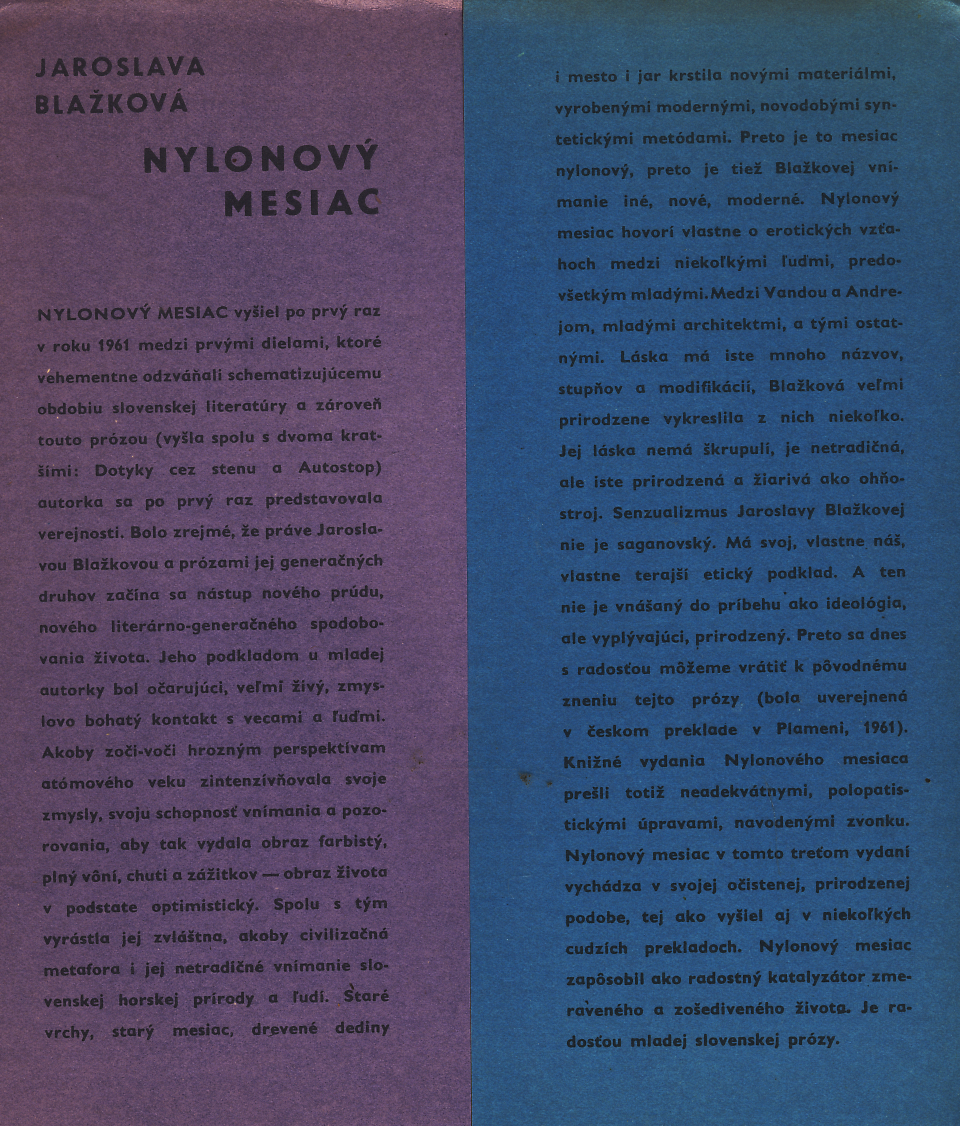 JAROSLAVA
BLAŽKOVÁ
NYLONOVÝ
MESIAC
NYLONOVÝ MESIAC vyšiel po prvý raz
v roku 1961 medzi prvými dielami, ktoré
vehementne odzváňali schematizujúcemu
obdobiu slovenskej literatúry a zároveň
touto prózou (vyšla spolu s dvoma krat-
šími: Dotyky cez stenu a Autostop)
autorka sa po prvý raz predstavovala
verejnosti. Bolo zrejmé, že práve Jarosla-
vou Blažkovou a prózami jej generačných
druhov začína sa nástup nového prúdu,
nového literárno-generačného spodobo-
vania života. Jeho podkladom u mladej
autorky bol očarujúci, veľmi živý, zmys-
lovo bohatý kontakt s vecami a ľuďmi.
Akoby zoči-voči hrozným perspektívam
atómového veku zintenzívňovala svoje
zmysly, svoju schopnosť vnímania a pozo-
rovania, aby tak vydala obraz farbistý,
plný vôní, chuti a zážitkov — obraz života
v podstate optimistický. Spolu s tým
vyrástla jej zvláštna, akoby civilizačná
metafora i jej netradičné vnímanie slo-
venskej horskej prírody a ľudí. Staré
vrchy, starý mesiac, drevené dediny
i mesto i jar krstila novými materiálmi,
vyrobenými modernými, novodobými syn-
tetickými metódami. Preto je to mesiac
nylonový, preto je tiež Blažkovej vní-
manie iné, nové, moderné. Nylonový
mesiac hovorí vlastne o erotických vzťa-
hoch medzi niekoľkými ľuďmi, predo-
všetkým mladými. Medzi Vandou a Andre-
jom, mladými architektmi, a tými ostat-
nými. Láska má iste mnoho názvov,
stupňov a modifikácií, Blažková veľmi
prirodzene vykreslila z nich niekoľko.
Jej láska nemá škrupulí, je netradičná,
ale iste prirodzená a žiarivá ako ohňo-
stroj. Senzualizmus Jaroslavy Blažkovej
nie je saganovský. Má svoj, vlastne náš,
vlastne terajší etický podklad. A ten
nie je vnášaný do príbehu ako ideológia,
ale vyplývajúci, prirodzený. Preto sa dnes
s radosťou môžeme vrátiť k pôvodnému
zneniu tejto prózy (bola uverejnená
v českom preklade v Plameni, 1961).
Knižné vydania Nylonového mesiaca
prešli totiž neadekvátnymi, polopatis-
tickými úpravami, navodenými zvonku.
Nylonový mesiac v tomto treťom vydaní
vychádza v svojej očistenej, prirodzenej
podobe, tej ako vyšiel aj v niekoľkých
cudzích prekladoch. Nylonový mesiac
zapôsobil ako radostný katalyzátor zme-
raveného a zošediveného života. Je ra-
dosťou mladej slovenskej prózy.